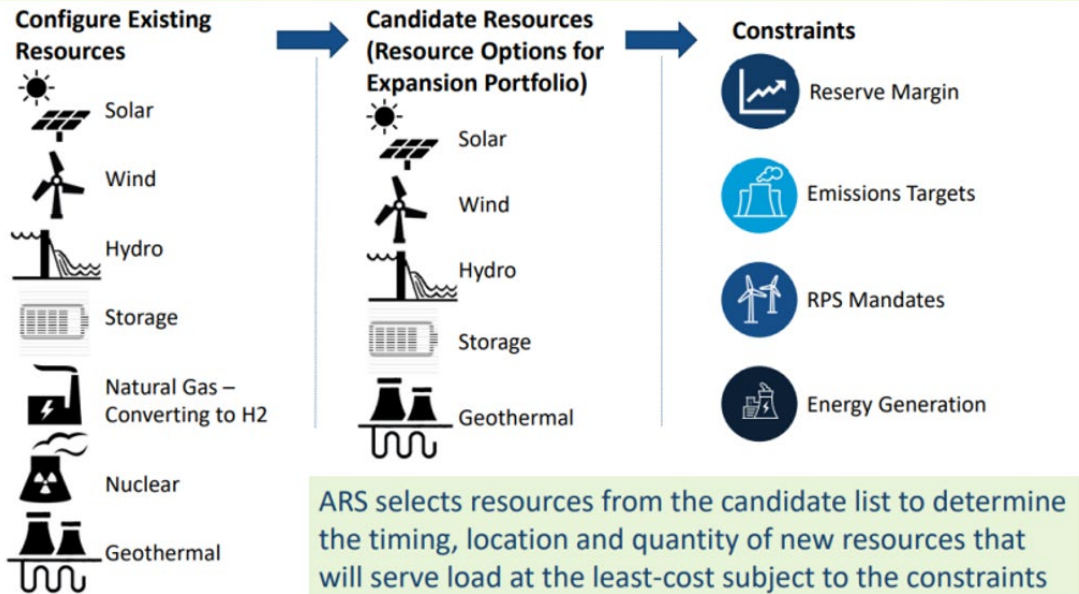 Configure Existing
Resources
Solar
Wind
Hydro
Storage
Natural Gas –
Converting to H2
Nuclear
Geothermal
Candidate Resources
(Resource Options for
Expansion Portfolio)
Solar
Wind
Hydro
Storage
Geothermal
Constraints
Reserve Margin
Emissions Targets
RPS Mandates
Energy Generation
ARS selects resources from the candidate list to determine
the timing, location and quantity of new resources that
will serve load at the least-cost subject to the constraints